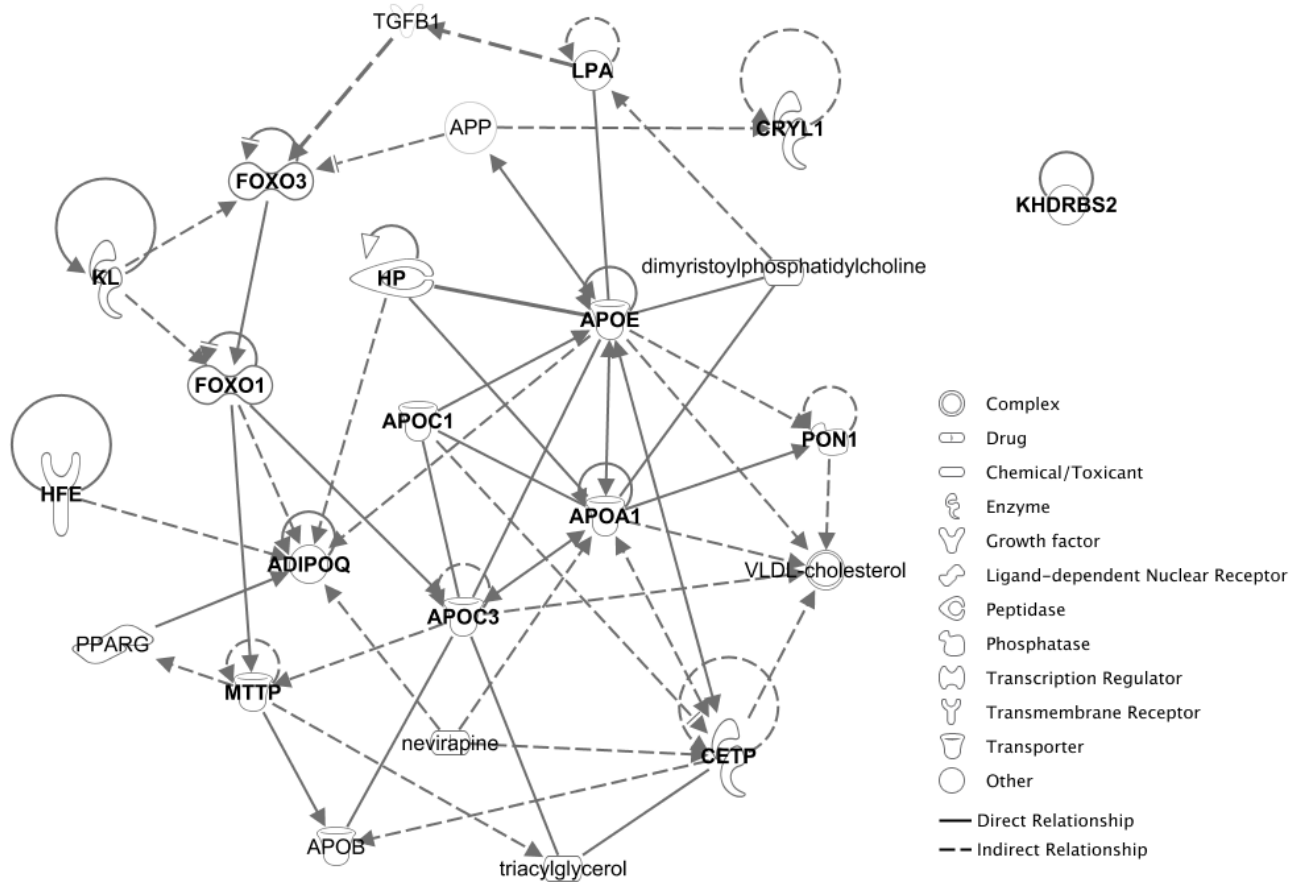 TGFB1
LPA
APP
CRYL1
FOXO3
KHDRBS2
KL
HP
dimyristoylphosphatidylcholine
APOE
FOXO1
APOC1
PON1
HFE
APOA1
ADIPOQ
VLDL-cholesterol
APOC3
PPARG
MTTP
nevirapine
CETP
APOB
triacylglycerol
Complex
Drug
Chemical/Toxicant
Enzyme
Growth factor
Ligand-dependent Nuclear Receptor
Peptidase
Phosphatase
Transcription Regulator
Transmembrane Receptor
Transporter
Other
Direct Relationship
Indirect Relationship